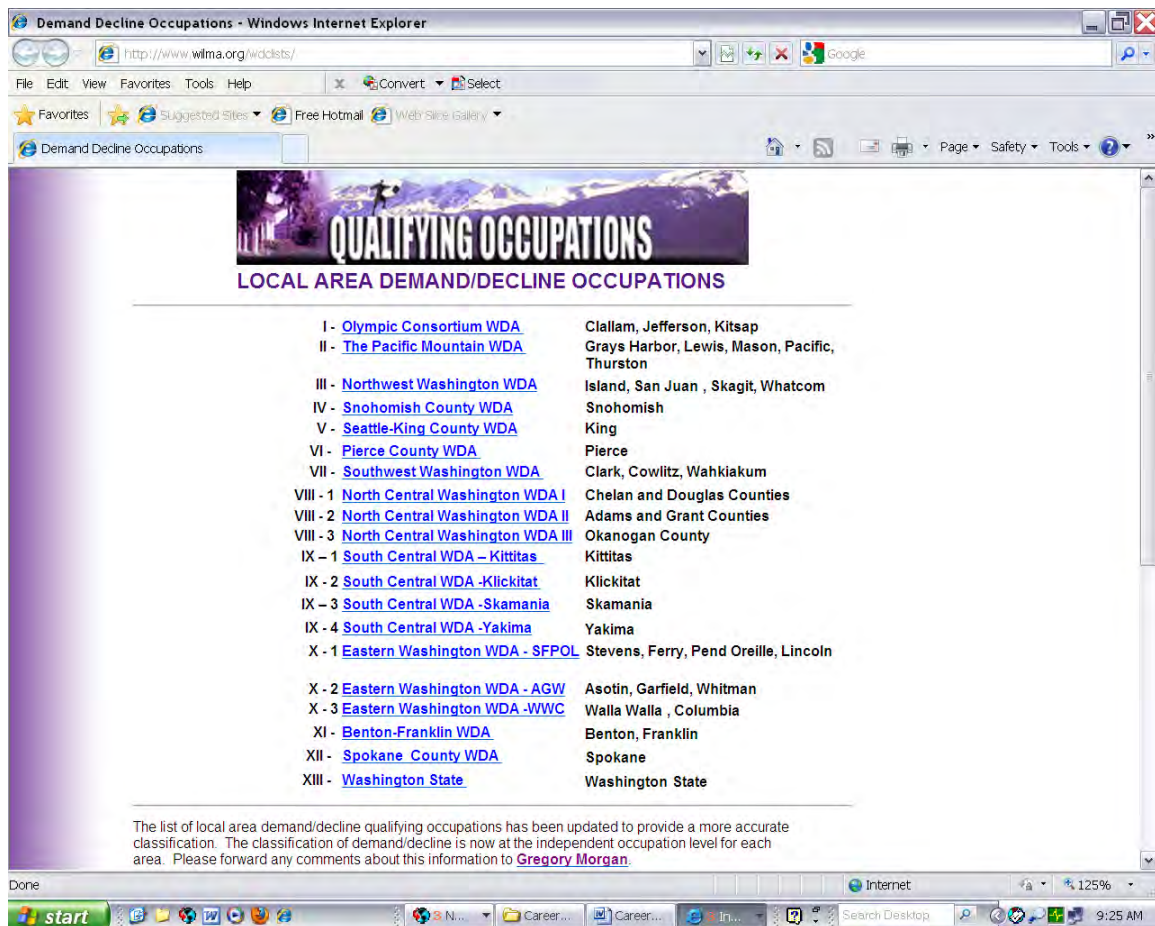 Demand Decline Occupations - Windows Internet Explorer
http://www.wilma.org/wdclists/
Google
File Edit View Favorites Tools Help X Convert Select
Favorites Suggested Sites Free Hotmail Web Slice Gallery
Demand Decline Occupations Page Safety Tools
QUALIFYING OCCUPATIONS
LOCAL AREA DEMAND/DECLINE OCCUPATIONS
I - Olympic Consortium WDA Clallam, Jefferson, Kitsap
II - The Pacific Mountain WDA Grays Harbor, Lewis, Mason, Pacific,
Thurston
III - Northwest Washington WDA Island, San Juan , Skagit, Whatcom
IV - Snohomish County WDA Snohomish
V - Seattle-King County WDA King
VI - Pierce County WDA Pierce
VII - Southwest Washington WDA Clark, Cowlitz, Wahkiakum
VIII - 1 North Central Washington WDA I Chelan and Douglas Counties
VIII - 2 North Central Washington WDA II Adams and Grant Counties
VIII - 3 North Central Washington WDA III Okanogan County
IX – 1 South Central WDA – Kittitas Kittitas
IX - 2 South Central WDA -Klickitat Klickitat
IX – 3 South Central WDA -Skamania Skamania
IX - 4 South Central WDA -Yakima Yakima
X - 1 Eastern Washington WDA - SFPOL Stevens, Ferry, Pend Oreille, Lincoln
X - 2 Eastern Washington WDA - AGW Asotin, Garfield, Whitman
X - 3 Eastern Washington WDA -WWC Walla Walla , Columbia
XI - Benton-Franklin WDA Benton, Franklin
XII - Spokane County WDA Spokane
XIII - Washington State Washington State
The list of local area demand/decline qualifying occupations has been updated to provide a more accurate
classification. The classification of demand/decline is now at the independent occupation level for each
area. Please forward any comments about this information to Gregory Morgan.
Done Internet 125%
start 3 N... Career... Career... In... Search Desktop 9:25 AM